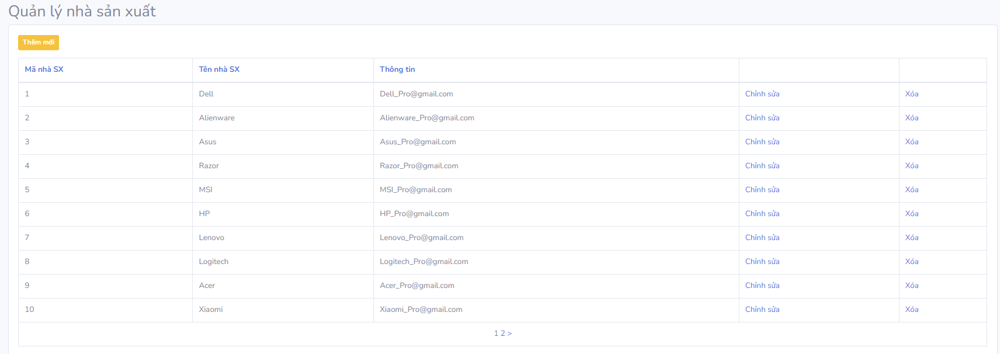 Quản lý nhà sản xuất
Thêm mới
Mã nhà SX Tên nhà SX Thông tin
1 Dell Dell_Pro@gmail.com Chỉnh sửa Xóa
2 Alienware Alienware_Pro@gmail.com Chỉnh sửa Xóa
3 Asus Asus_Pro@gmail.com Chỉnh sửa Xóa
4 Razor Razor_Pro@gmail.com Chỉnh sửa Xóa
5 MSI MSI_Pro@gmail.com Chỉnh sửa Xóa
6 HP HP_Pro@gmail.com Chỉnh sửa Xóa
7 Lenovo Lenovo_Pro@gmail.com Chỉnh sửa Xóa
8 Logitech Logitech_Pro@gmail.com Chỉnh sửa Xóa
9 Acer Acer_Pro@gmail.com Chỉnh sửa Xóa
10 Xiaomi Xiaomi_Pro@gmail.com Chỉnh sửa Xóa
1 2 >